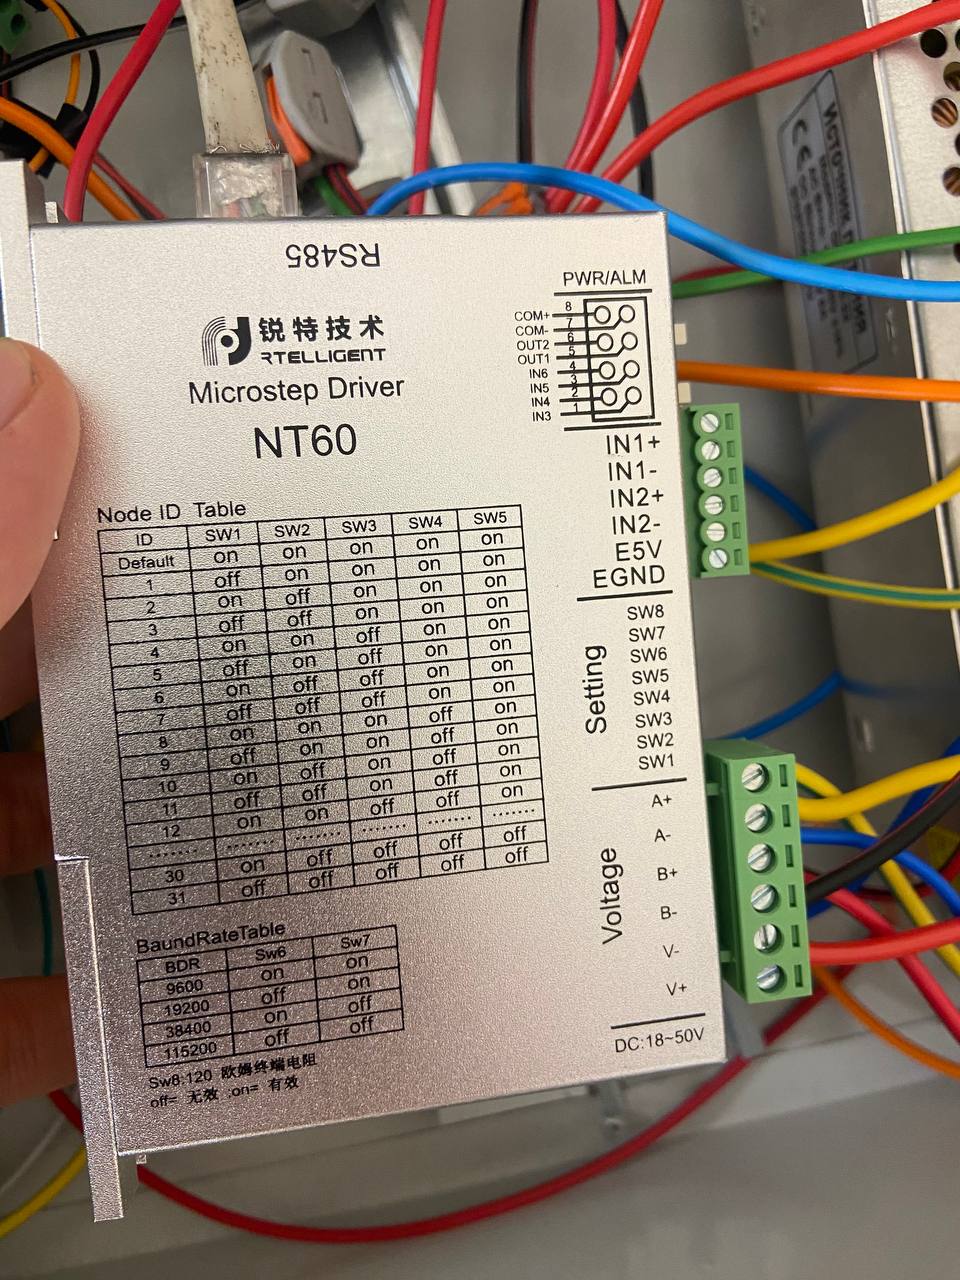 RS485
锐特技术
RTELLIGENT
Microstep Driver
NT60
PWR/ALM
COM+ 8
COM- 7
OUT2 6
OUT1 5
IN6 4
IN5 3
IN4 2
IN3 1
IN1+
IN1-
IN2+
IN2-
E5V
EGND
Setting
SW8
SW7
SW6
SW5
SW4
SW3
SW2
SW1
Voltage
A+
A-
B+
B-
V-
V+
DC:18~50V
Node ID Table
ID SW1 SW2 SW3 SW4 SW5
Default on on on on on
1 off on on on on
2 on off on on on
3 off off on on on
4 on on off on on
5 off on off on on
6 on off off on on
7 off off off on on
8 on on on off on
9 off on on off on
10 on off on off on
11 off off on off on
12 on on off off on
....... ....... ....... ....... ....... .......
30 on off off off off
31 off off off off off
BaundRateTable
BDR Sw6 Sw7
9600 on on
19200 off on
38400 on off
115200 off off
Sw8:120 欧姆终端电阻
off= 无效 ;on= 有效
CE
Источник